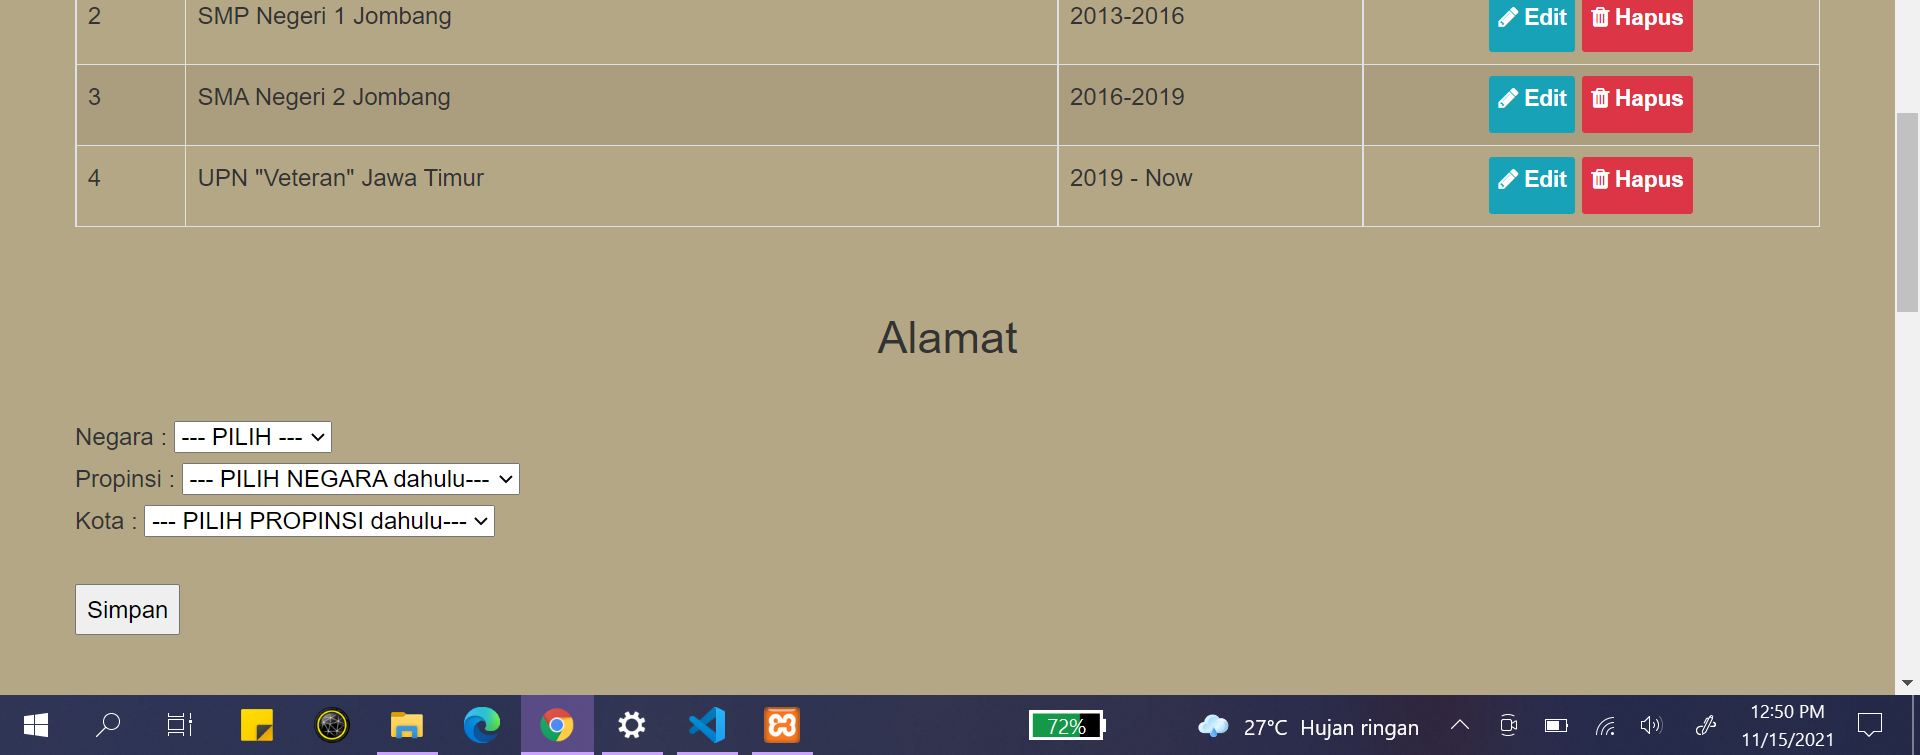 2 SMP Negeri 1 Jombang 2013-2016 Edit Hapus
3 SMA Negeri 2 Jombang 2016-2019 Edit Hapus
4 UPN "Veteran" Jawa Timur 2019 - Now Edit Hapus
Alamat
Negara : --- PILIH ---
Propinsi : --- PILIH NEGARA dahulu---
Kota : --- PILIH PROPINSI dahulu---
Simpan
72% 27°C Hujan ringan 12:50 PM
11/15/2021